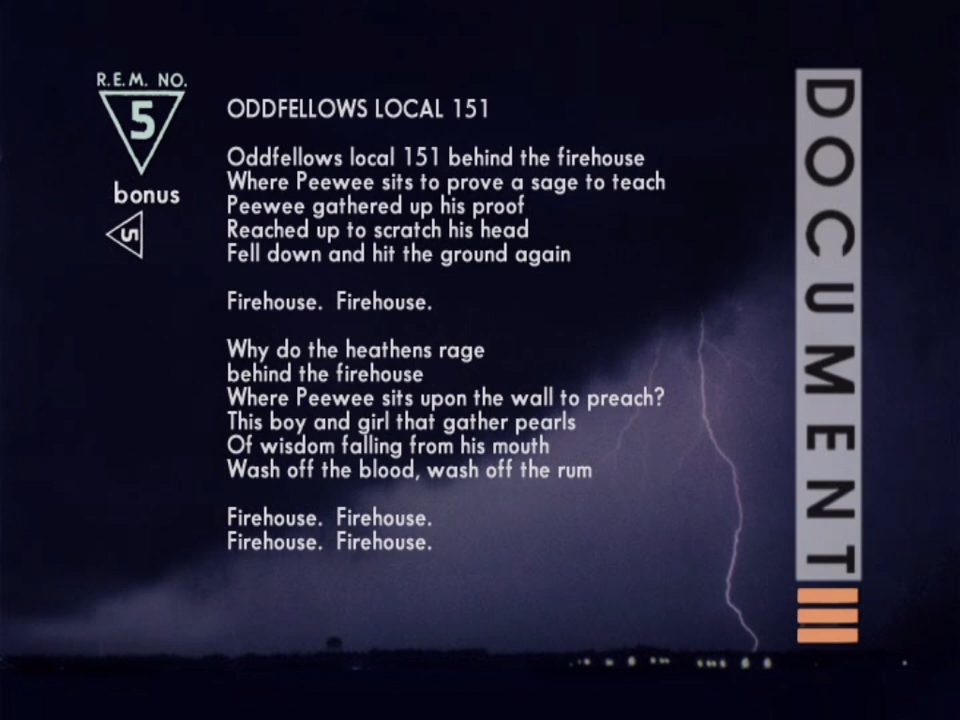 R.E.M. NO.
5
bonus
5
ODDFELLOWS LOCAL 151
Oddfellows local 151 behind the firehouse
Where Peewee sits to prove a sage to teach
Peewee gathered up his proof
Reached up to scratch his head
Fell down and hit the ground again
Firehouse. Firehouse.
Why do the heathens rage
behind the firehouse
Where Peewee sits upon the wall to preach?
This boy and girl that gather pearls
Of wisdom falling from his mouth
Wash off the blood, wash off the rum
Firehouse. Firehouse.
Firehouse. Firehouse.
DOCUMENT